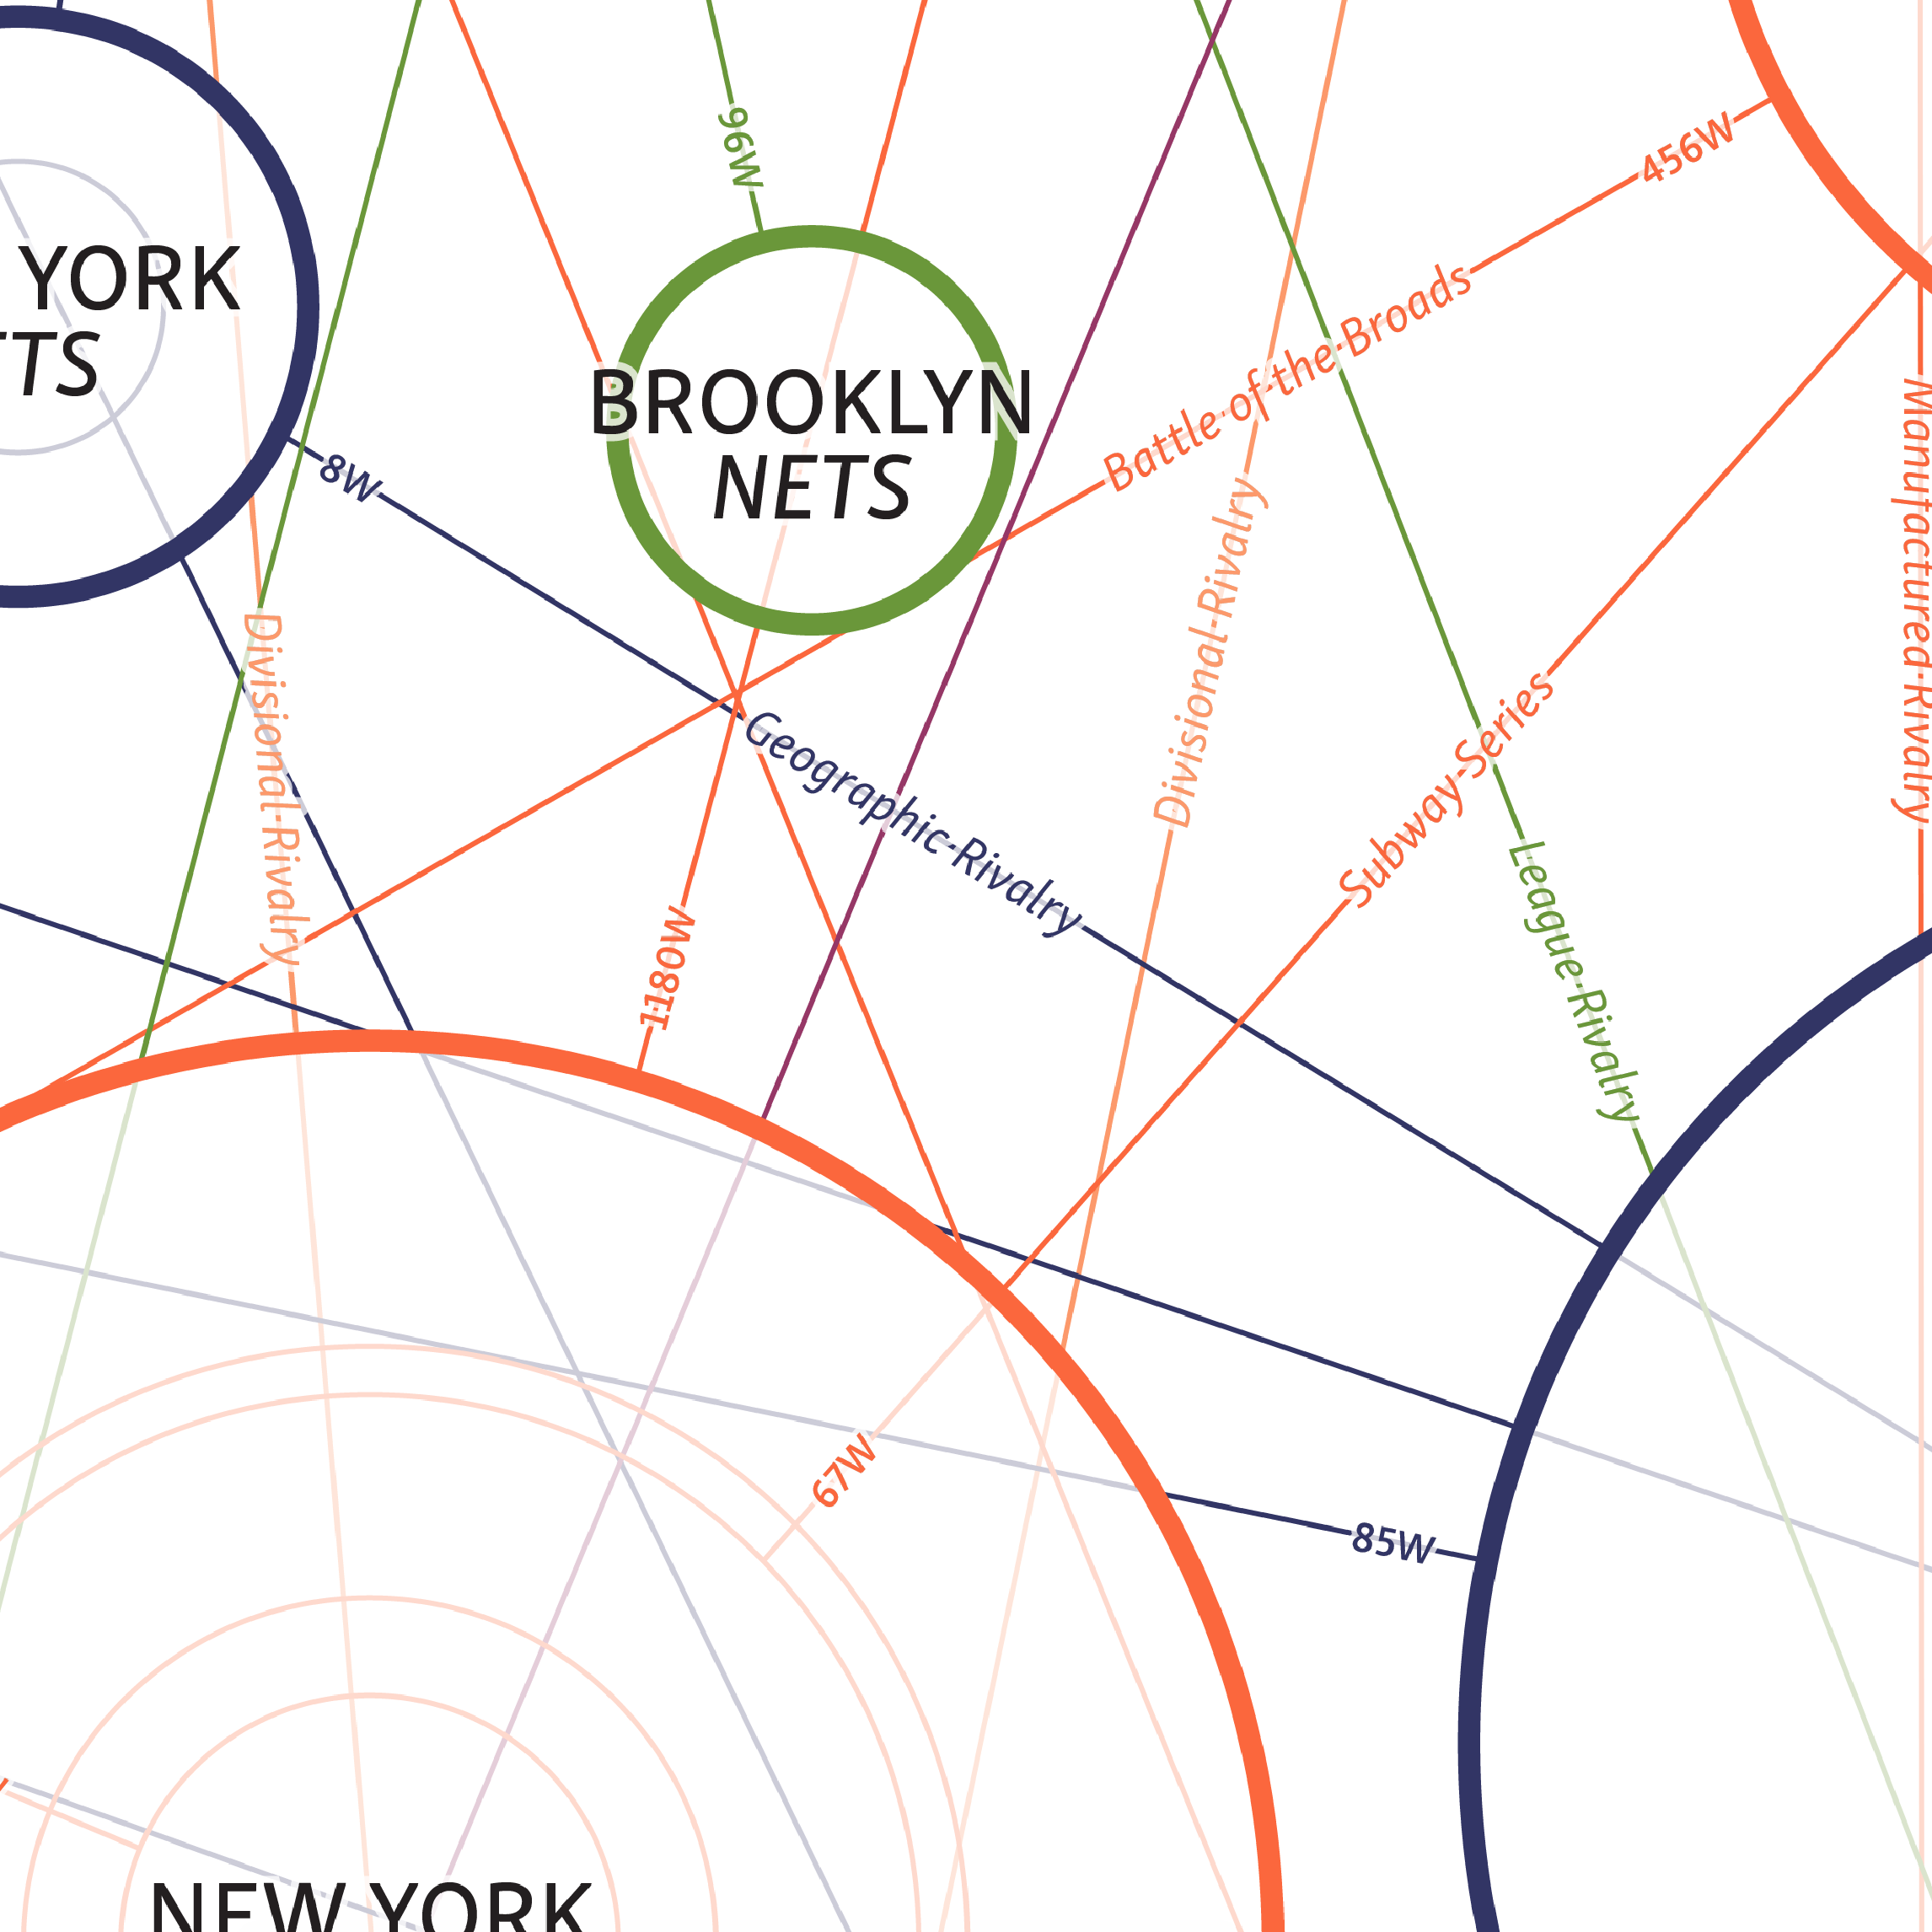 96W
456W
YORK
TS
BROOKLYN
NETS
Battle of the Broads
8W
Divisional Rivalry
Divisional Rivalry
Manufactured Rivalry
Subway Series
Geographic Rivalry
League Rivalry
1180W
67W
85W
NEW YORK